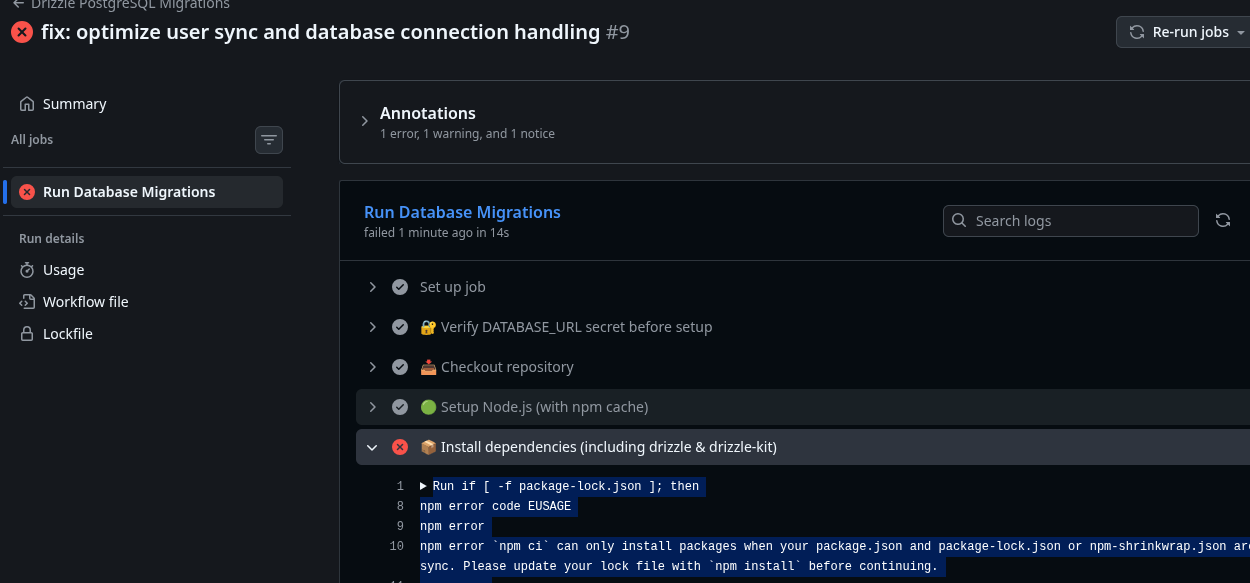 Drizzle PostgreSQL Migrations
fix: optimize user sync and database connection handling #9
Re-run jobs
Summary
All jobs
Run Database Migrations
Run details
Usage
Workflow file
Lockfile
Annotations
1 error, 1 warning, and 1 notice
Run Database Migrations
failed 1 minute ago in 14s
Search logs
Set up job
🔐 Verify DATABASE_URL secret before setup
📥 Checkout repository
🟢 Setup Node.js (with npm cache)
📦 Install dependencies (including drizzle & drizzle-kit)
1 Run if [ -f package-lock.json ]; then
8 npm error code EUSAGE
9 npm error
10 npm error `npm ci` can only install packages when your package.json and package-lock.json or npm-shrinkwrap.json are
sync. Please update your lock file with `npm install` before continuing.